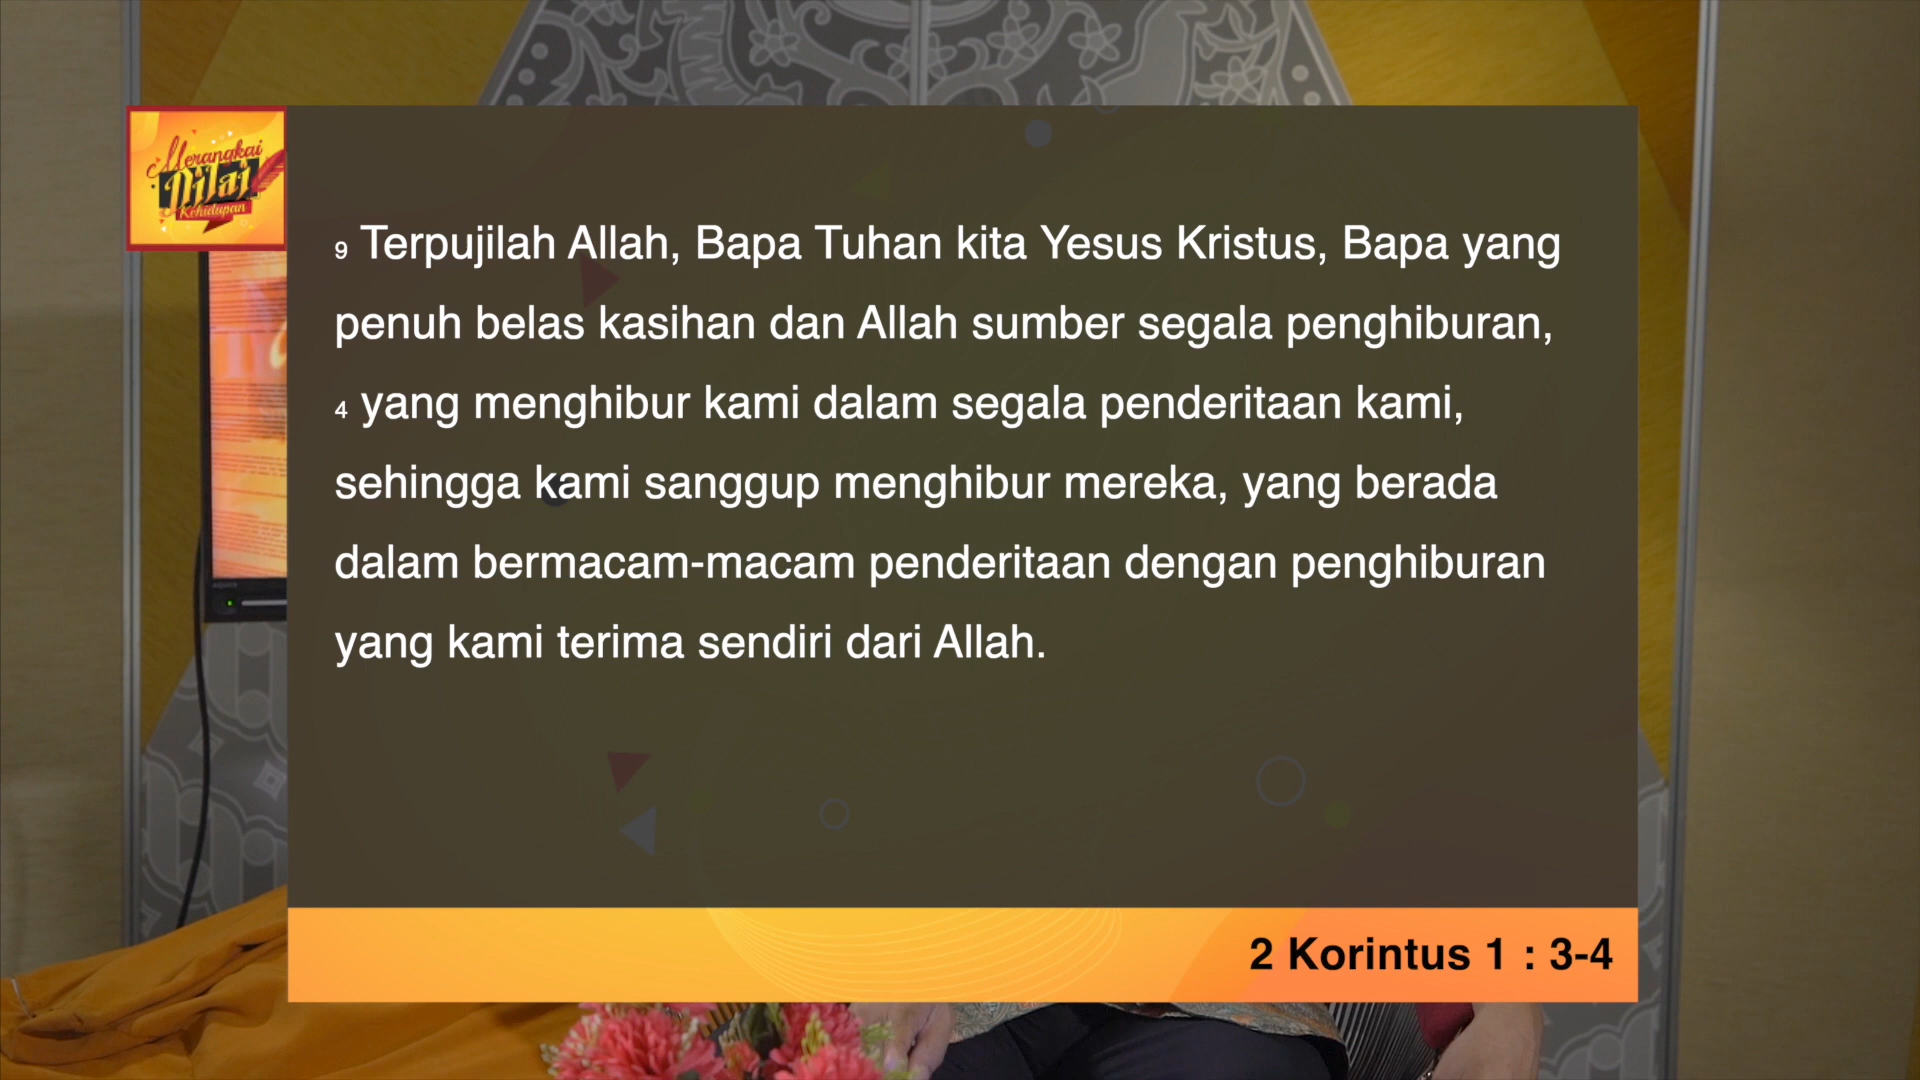 Merangkai
Nilai
Kehidupan
9 Terpujilah Allah, Bapa Tuhan kita Yesus Kristus, Bapa yang
penuh belas kasihan dan Allah sumber segala penghiburan,
4 yang menghibur kami dalam segala penderitaan kami,
sehingga kami sanggup menghibur mereka, yang berada
dalam bermacam-macam penderitaan dengan penghiburan
yang kami terima sendiri dari Allah.
2 Korintus 1 : 3-4